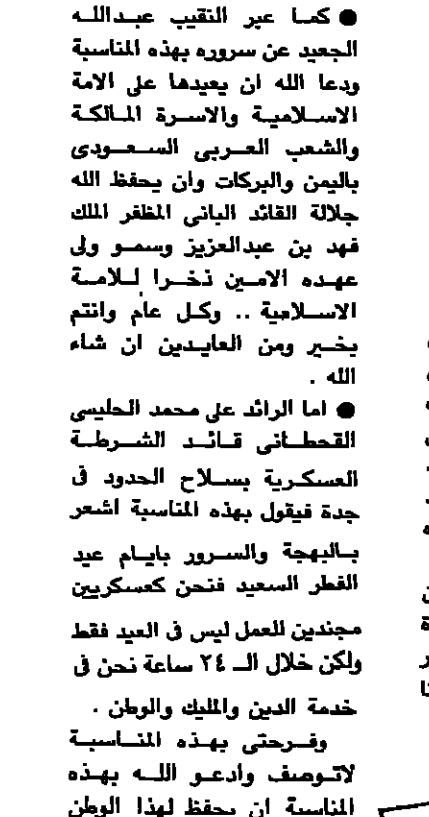 ● كما عبر النقيب عبدالله
الجعيد عن سروره بهذه المناسبة
ودعا الله ان يعيدها على الامة
الاسلامية والاسرة المالكة
والشعب العربى السعودى
باليمن والبركات وان يحفظ الله
جلالة القائد البانى المظفر الملك
فهد بن عبدالعزيز وسمو ولى
عهده الامين ذخرا للامة
الاسلامية .. وكل عام وانتم
بخير ومن العايدين ان شاء
الله .
● اما الرائد على محمد الحليسى
القحطانى قائد الشرطة
العسكرية بسلاح الحدود فى
جدة فيقول بهذه المناسبة اشعر
بالبهجة والسرور بايام عيد
الفطر السعيد فنحن كعسكريين
مجندين للعمل ليس فى العيد فقط
ولكن خلال الـ ٢٤ ساعة نحن فى
خدمة الدين والمليك والوطن .
وفرحتى بهذه المناسبة
لاتوصف وادعو الله بهذه
المناسبة ان يحفظ لهذا الوطن